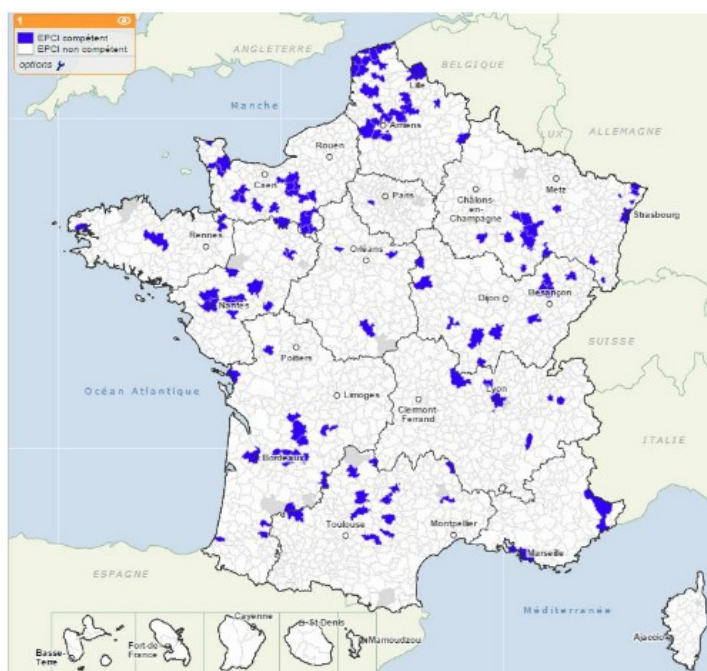 1
EPCI compétent
EPCI non compétent
options
ANGLETERRE
BELGIQUE
Lille
Manche
Amiens
LUX
ALLEMAGNE
Rouen
Caen
Paris
Metz
Châlons-
en-
Champagne
Strasbourg
Rennes
Orléans
Dijon
Besançon
Nantes
SUISSE
Poitiers
Océan Atlantique
Limoges
Clermont-
Ferrand
Lyon
ITALIE
Bordeaux
Toulouse
Montpellier
Marseille
ESPAGNE
Méditerranée
Cayenne
St-Denis
Basse-
Terre
Fort-de-
France
Mamoudzou
Ajaccio